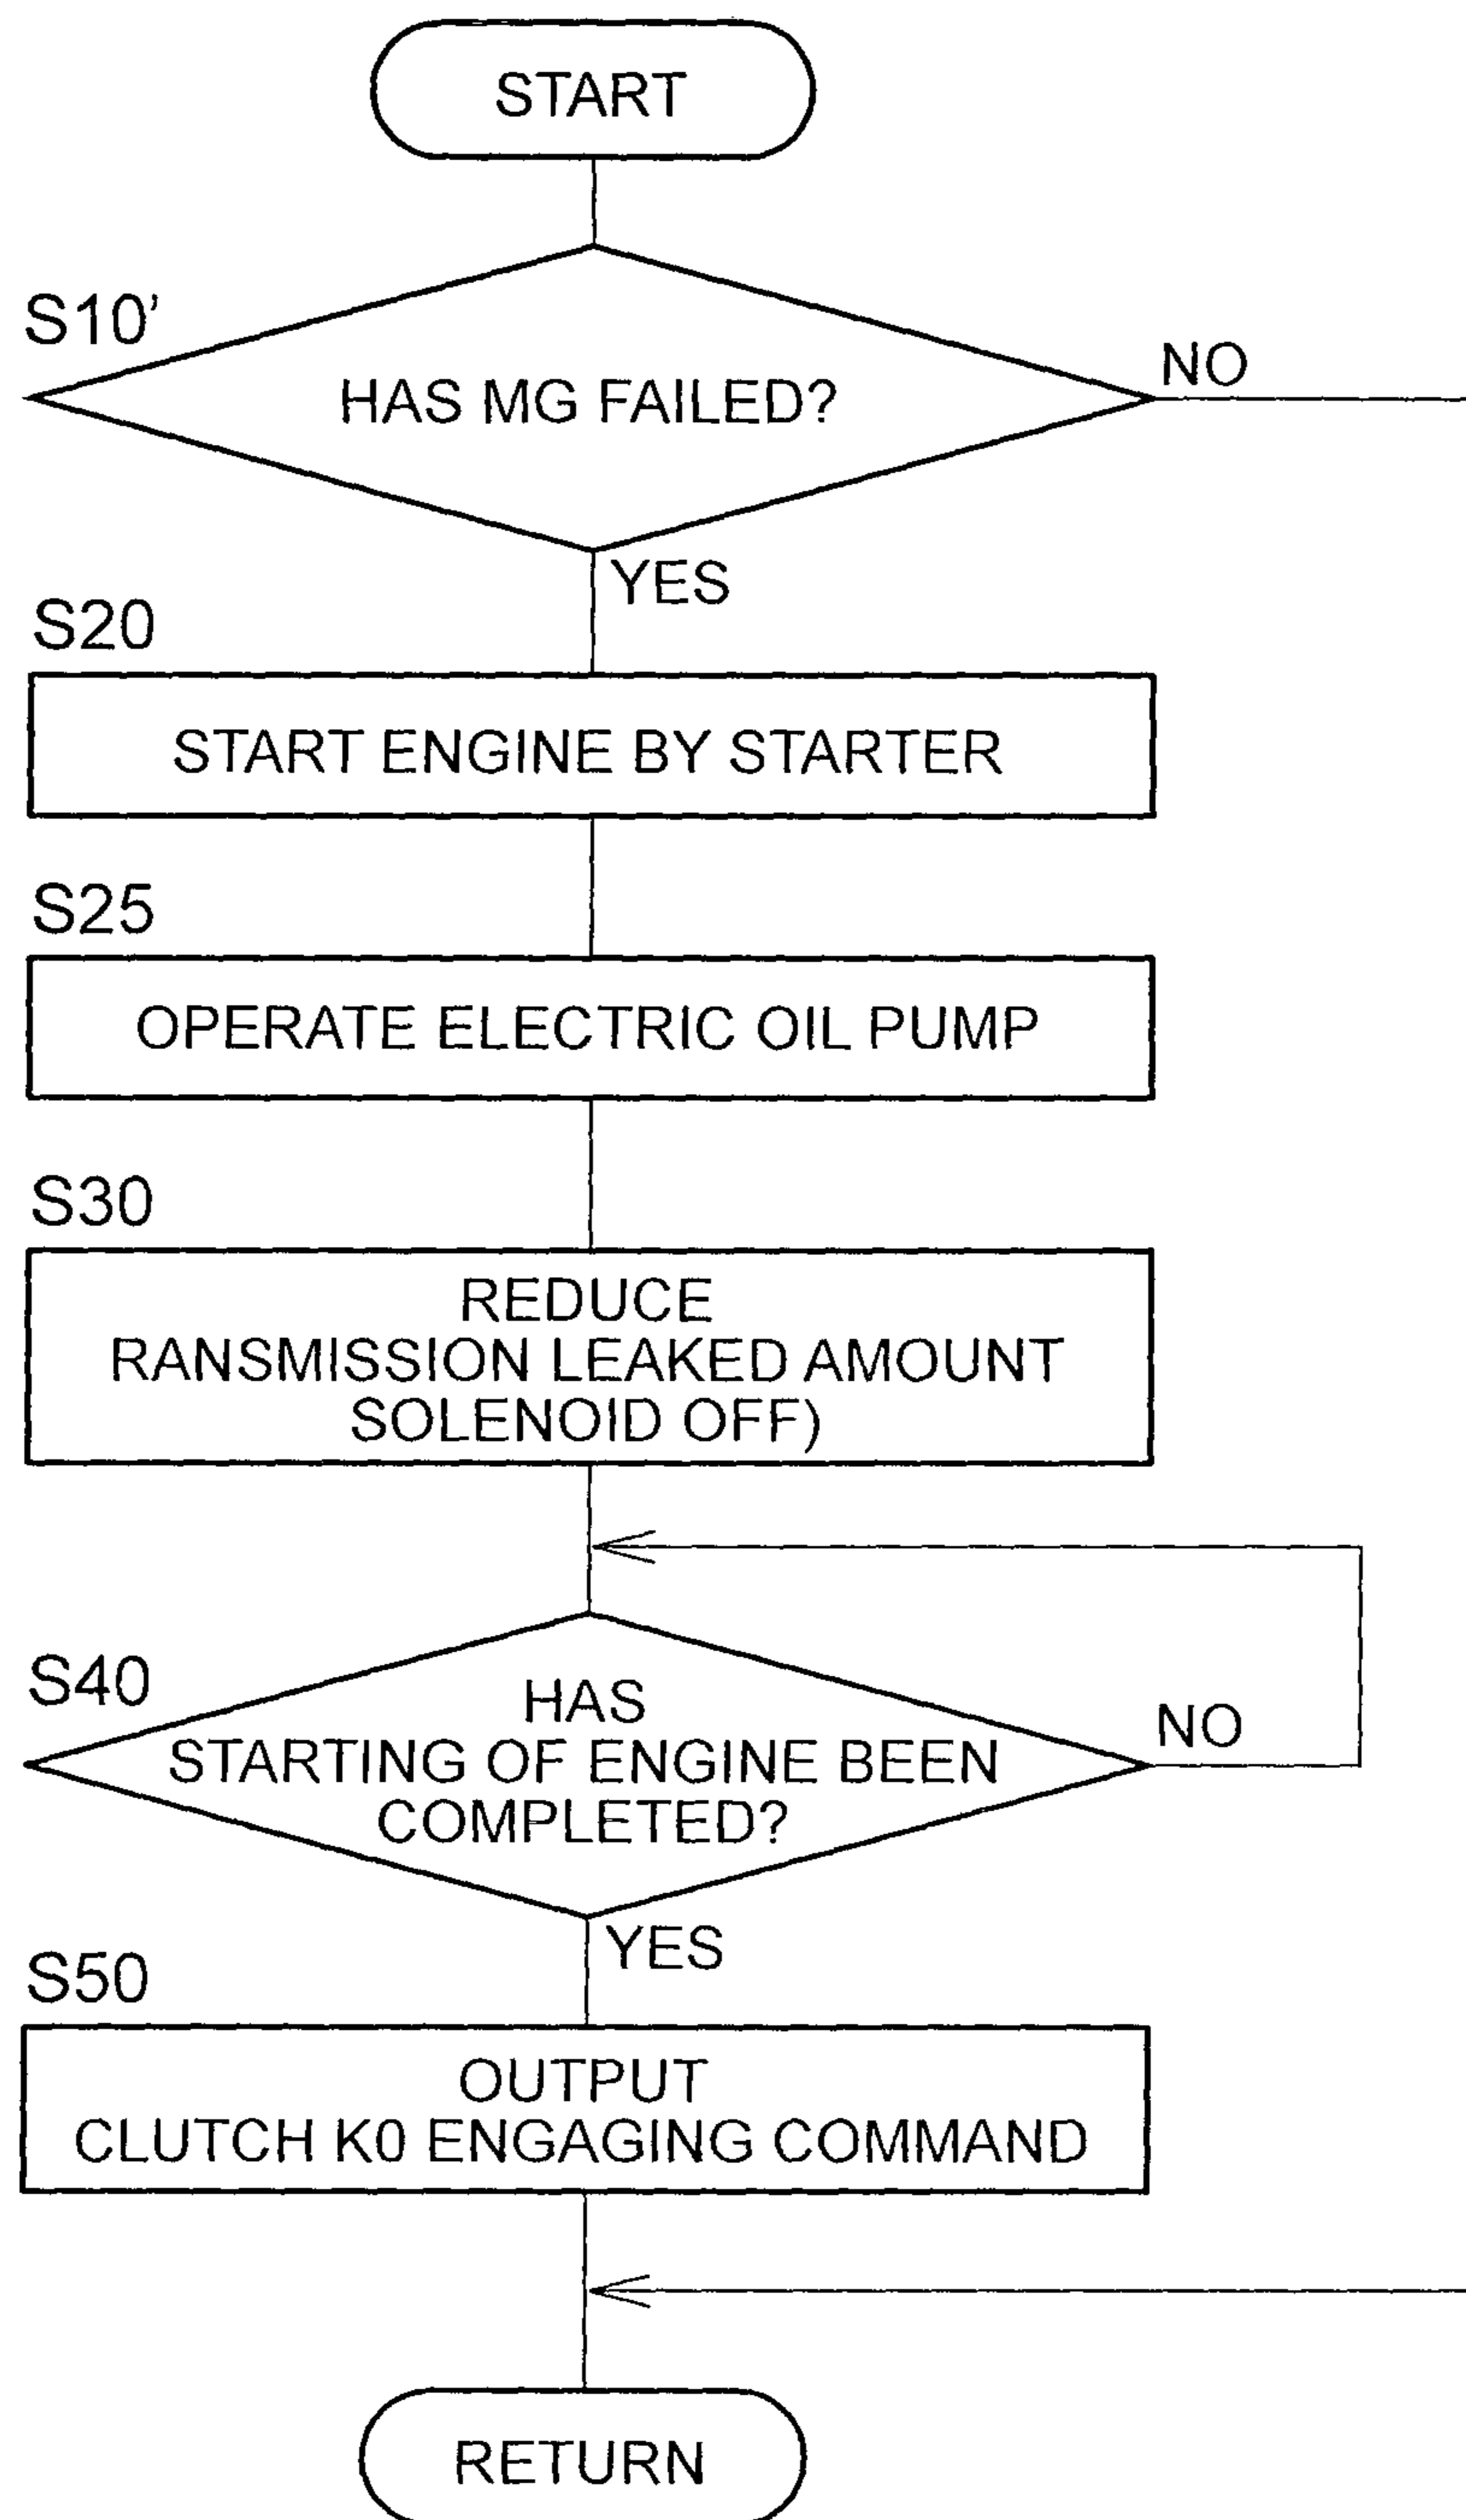 START
S10'
HAS MG FAILED?
NO
YES
S20
START ENGINE BY STARTER
S25
OPERATE ELECTRIC OIL PUMP
S30
REDUCE
RANSMISSION LEAKED AMOUNT
SOLENOID OFF)
S40
HAS
STARTING OF ENGINE BEEN
COMPLETED?
NO
YES
S50
OUTPUT
CLUTCH K0 ENGAGING COMMAND
RETURN